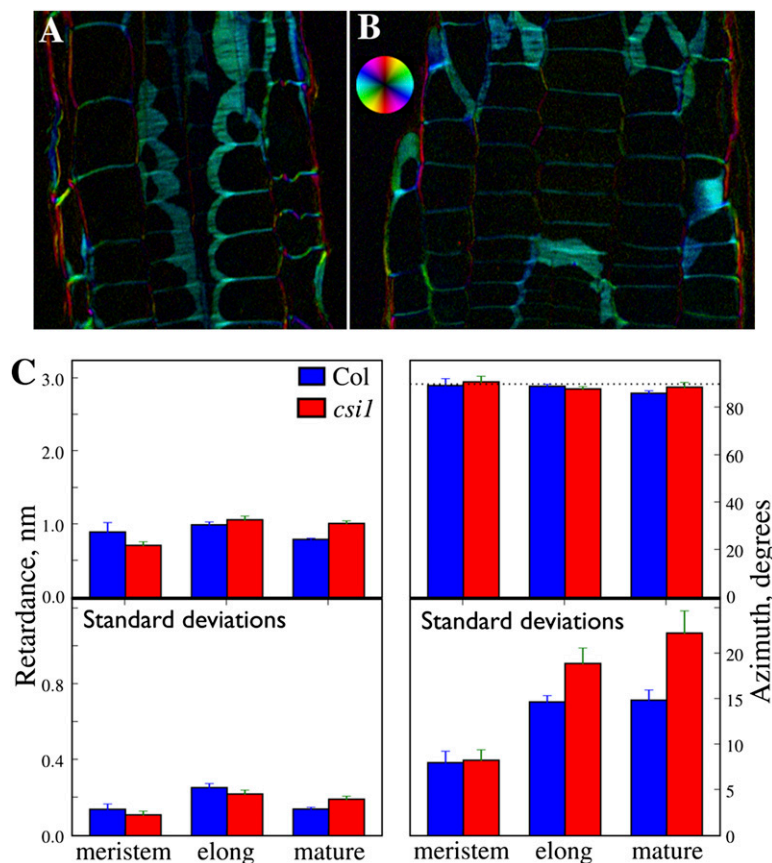 A
B
C
Col
csi1
Retardance, nm
3.0
2.0
1.0
0.0
Azimuth, degrees
80
60
40
20
0
Standard deviations
0.8
0.4
0.0
Standard deviations
20
15
10
5
0
meristem elong mature
meristem elong mature